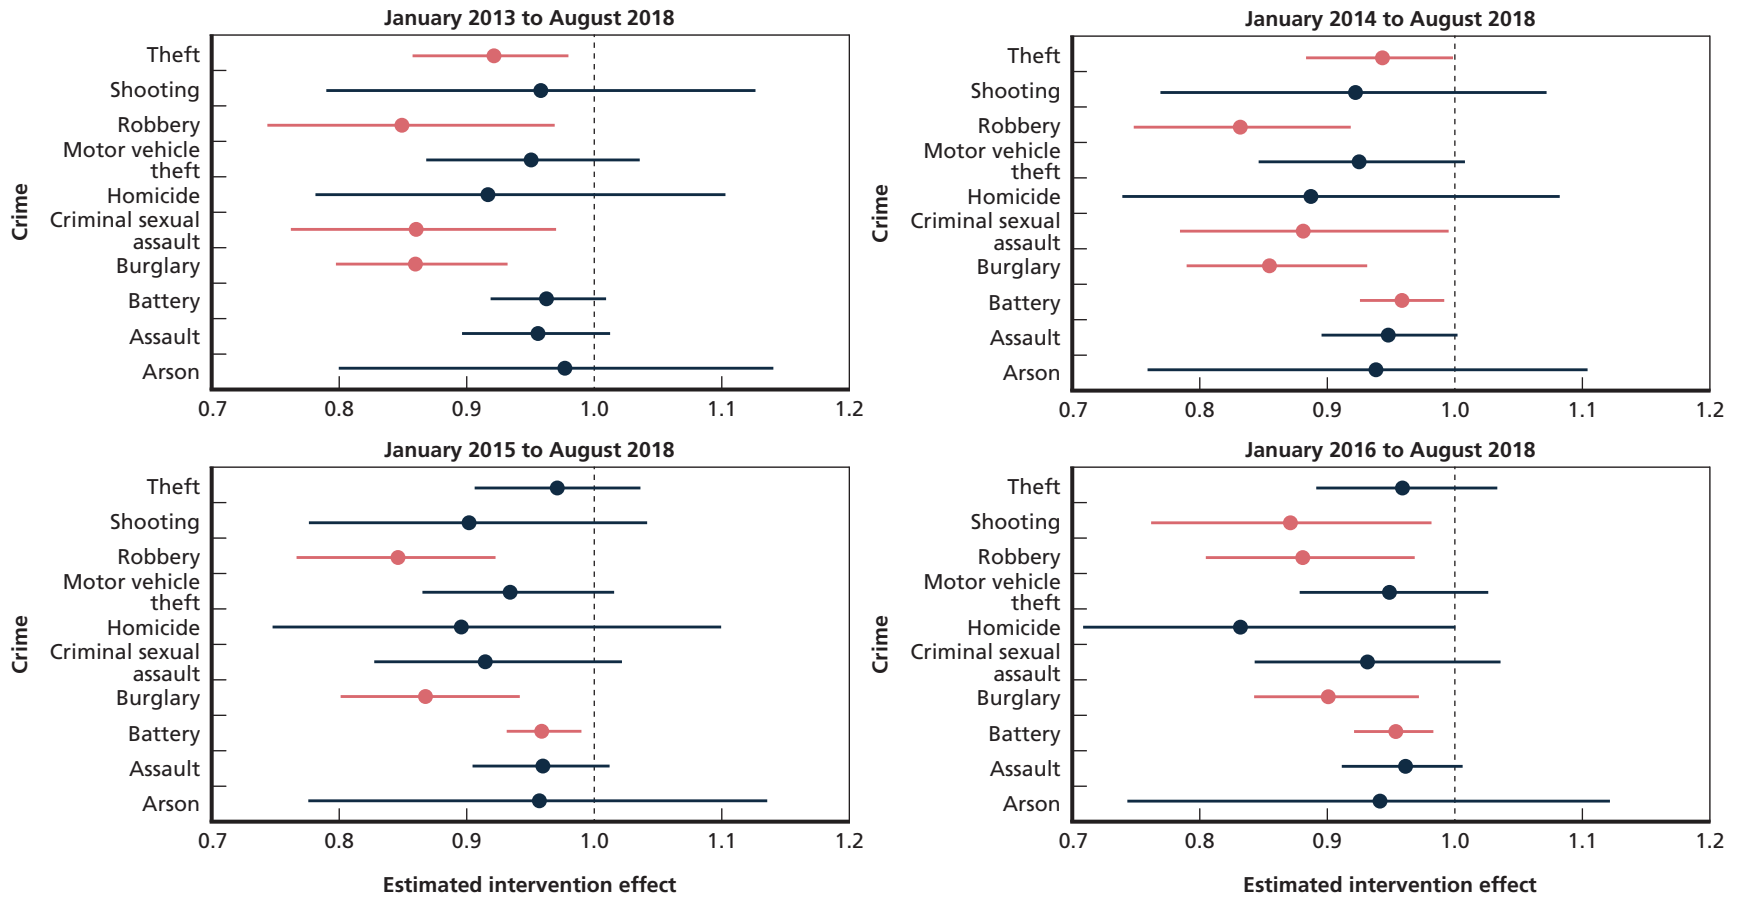 January 2013 to August 2018
Crime
Theft
Shooting
Robbery
Motor vehicle
theft
Homicide
Criminal sexual
assault
Burglary
Battery
Assault
Arson
0.7 0.8 0.9 1.0 1.1 1.2
January 2014 to August 2018
Crime
Theft
Shooting
Robbery
Motor vehicle
theft
Homicide
Criminal sexual
assault
Burglary
Battery
Assault
Arson
0.7 0.8 0.9 1.0 1.1 1.2
January 2015 to August 2018
Crime
Theft
Shooting
Robbery
Motor vehicle
theft
Homicide
Criminal sexual
assault
Burglary
Battery
Assault
Arson
0.7 0.8 0.9 1.0 1.1 1.2
Estimated intervention effect
January 2016 to August 2018
Crime
Theft
Shooting
Robbery
Motor vehicle
theft
Homicide
Criminal sexual
assault
Burglary
Battery
Assault
Arson
0.7 0.8 0.9 1.0 1.1 1.2
Estimated intervention effect